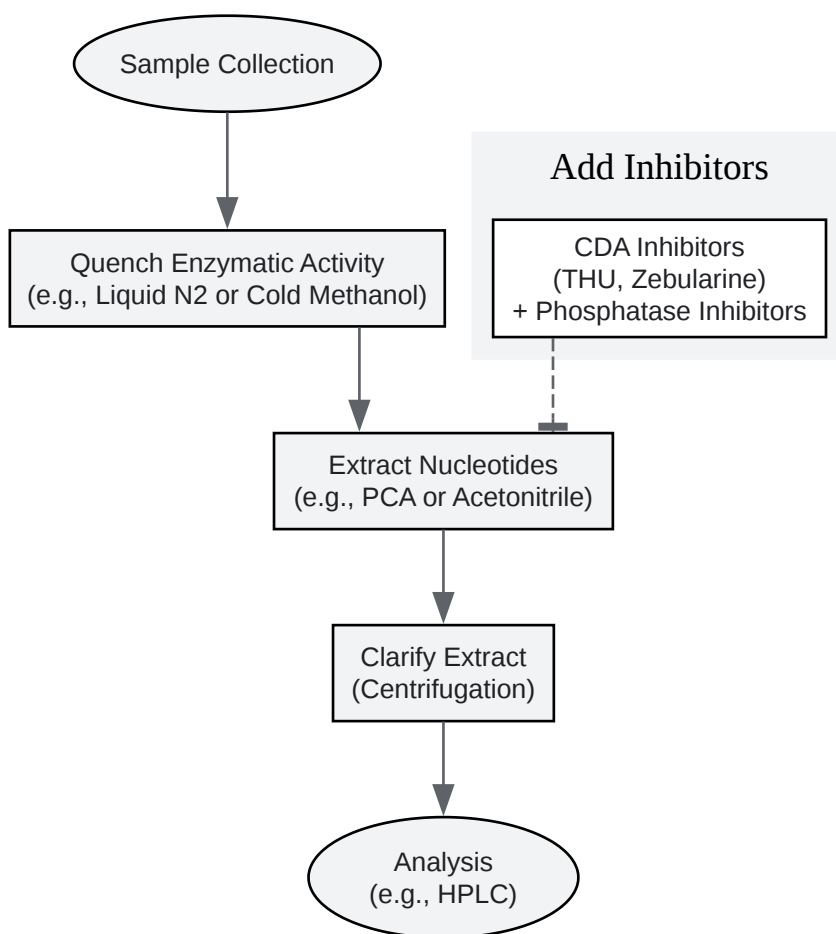 Sample Collection
Add Inhibitors
Quench Enzymatic Activity
(e.g., Liquid N2 or Cold Methanol)
CDA Inhibitors
(THU, Zebularine)
+ Phosphatase Inhibitors
Extract Nucleotides
(e.g., PCA or Acetonitrile)
Clarify Extract
(Centrifugation)
Analysis
(e.g., HPLC)